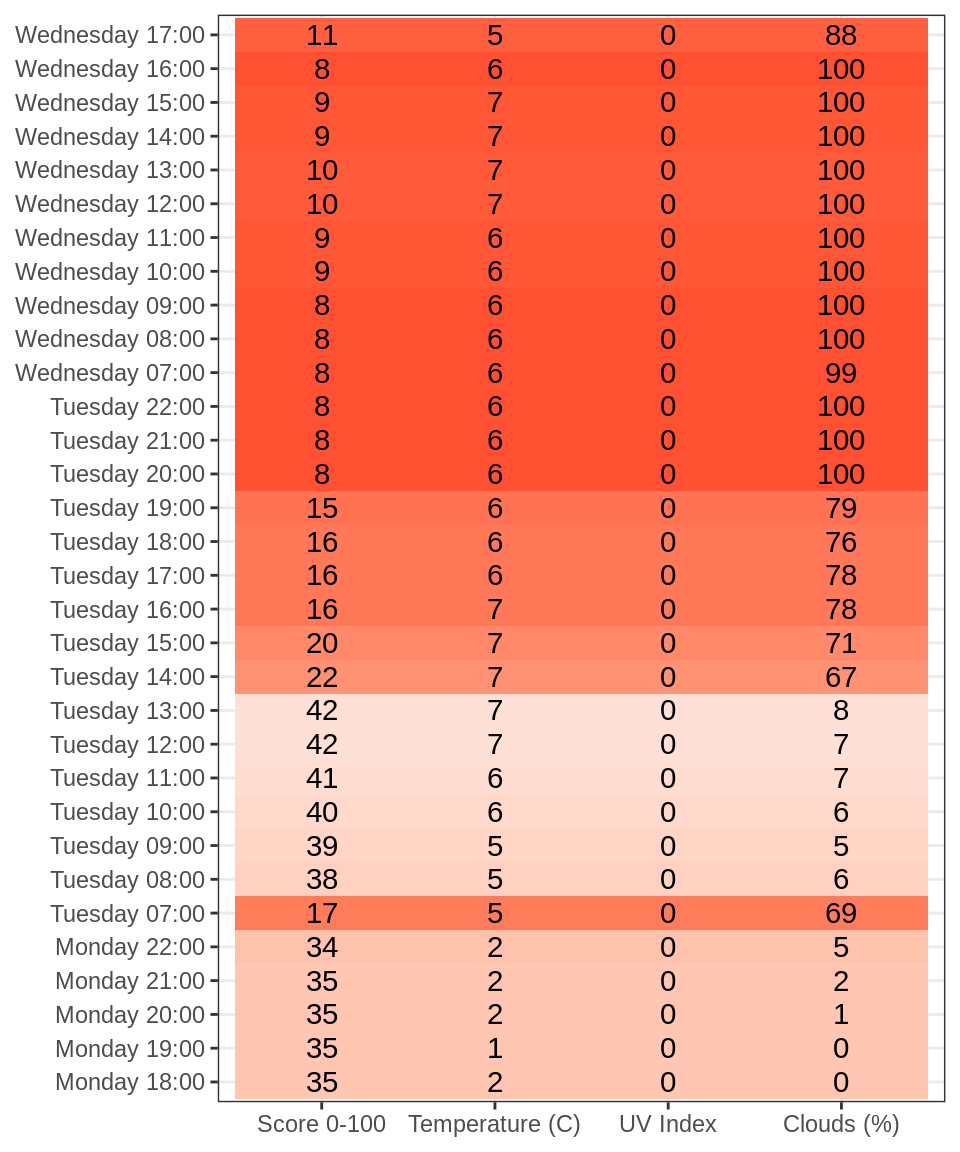 Wednesday 17:00 11 5 0 88
Wednesday 16:00 8 6 0 100
Wednesday 15:00 9 7 0 100
Wednesday 14:00 9 7 0 100
Wednesday 13:00 10 7 0 100
Wednesday 12:00 10 7 0 100
Wednesday 11:00 9 6 0 100
Wednesday 10:00 9 6 0 100
Wednesday 09:00 8 6 0 100
Wednesday 08:00 8 6 0 100
Wednesday 07:00 8 6 0 99
Tuesday 22:00 8 6 0 100
Tuesday 21:00 8 6 0 100
Tuesday 20:00 8 6 0 100
Tuesday 19:00 15 6 0 79
Tuesday 18:00 16 6 0 76
Tuesday 17:00 16 6 0 78
Tuesday 16:00 16 7 0 78
Tuesday 15:00 20 7 0 71
Tuesday 14:00 22 7 0 67
Tuesday 13:00 42 7 0 8
Tuesday 12:00 42 7 0 7
Tuesday 11:00 41 6 0 7
Tuesday 10:00 40 6 0 6
Tuesday 09:00 39 5 0 5
Tuesday 08:00 38 5 0 6
Tuesday 07:00 17 5 0 69
Monday 22:00 34 2 0 5
Monday 21:00 35 2 0 2
Monday 20:00 35 2 0 1
Monday 19:00 35 1 0 0
Monday 18:00 35 2 0 0
Score 0-100 Temperature (C) UV Index Clouds (%)